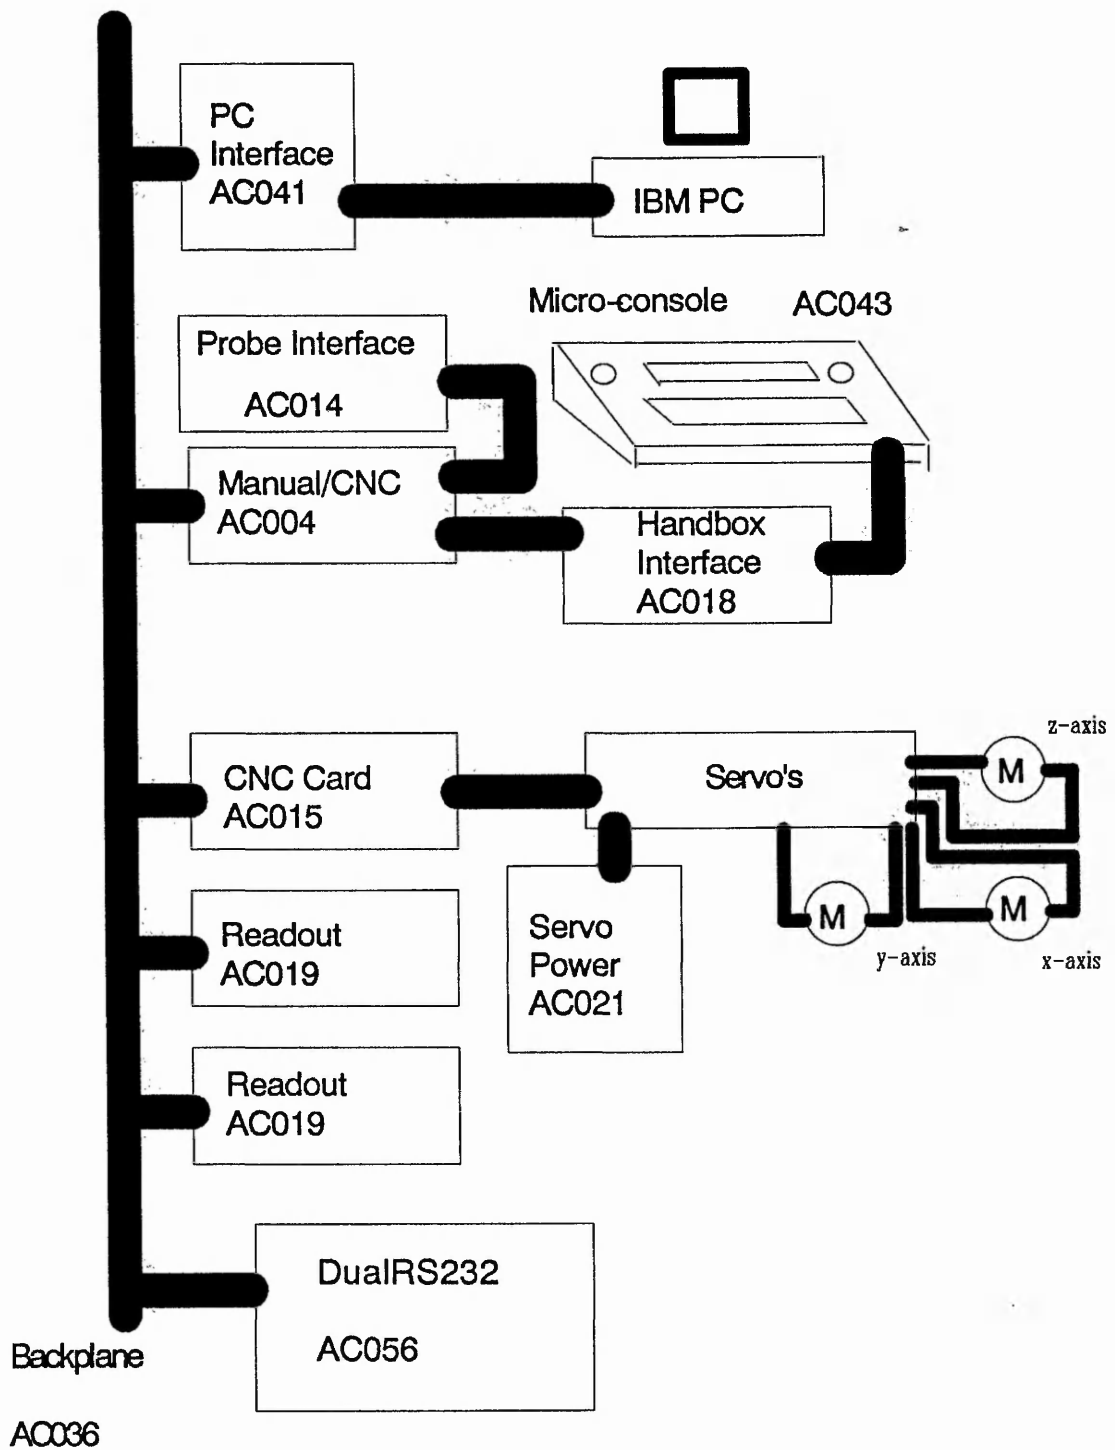 PC
Interface
AC041
IBM PC
Micro-console AC043
Probe Interface
AC014
Manual/CNC
AC004
Handbox
Interface
AC018
CNC Card
AC015
Servo's
z-axis
M
M
y-axis
M
x-axis
Servo
Power
AC021
Readout
AC019
Readout
AC019
DualRS232
AC056
Backplane
AC036